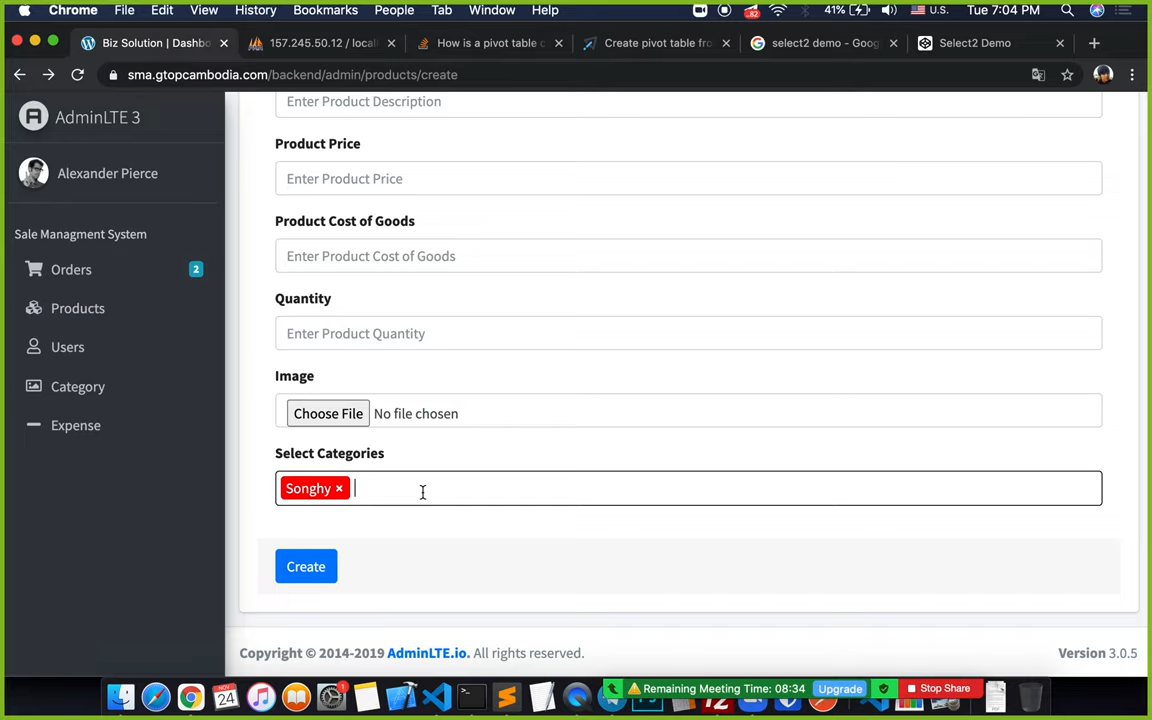 Chrome File Edit View History Bookmarks People Tab Window Help 82 41% U.S. Tue 7:04 PM
Biz Solution | Dashbo 157.245.50.12 / local How is a pivot table c Create pivot table fro select2 demo - Goog Select2 Demo
sma.gtopcambodia.com/backend/admin/products/create
AdminLTE 3
Enter Product Description
Product Price
Alexander Pierce
Enter Product Price
Product Cost of Goods
Sale Managment System
Enter Product Cost of Goods
Orders 2
Quantity
Products
Enter Product Quantity
Users
Image
Category
Choose File No file chosen
Expense
Select Categories
Songhy ×
Create
Copyright © 2014-2019 AdminLTE.io. All rights reserved. Version 3.0.5
NOV 24
1
Remaining Meeting Time: 08:34 Upgrade Stop Share